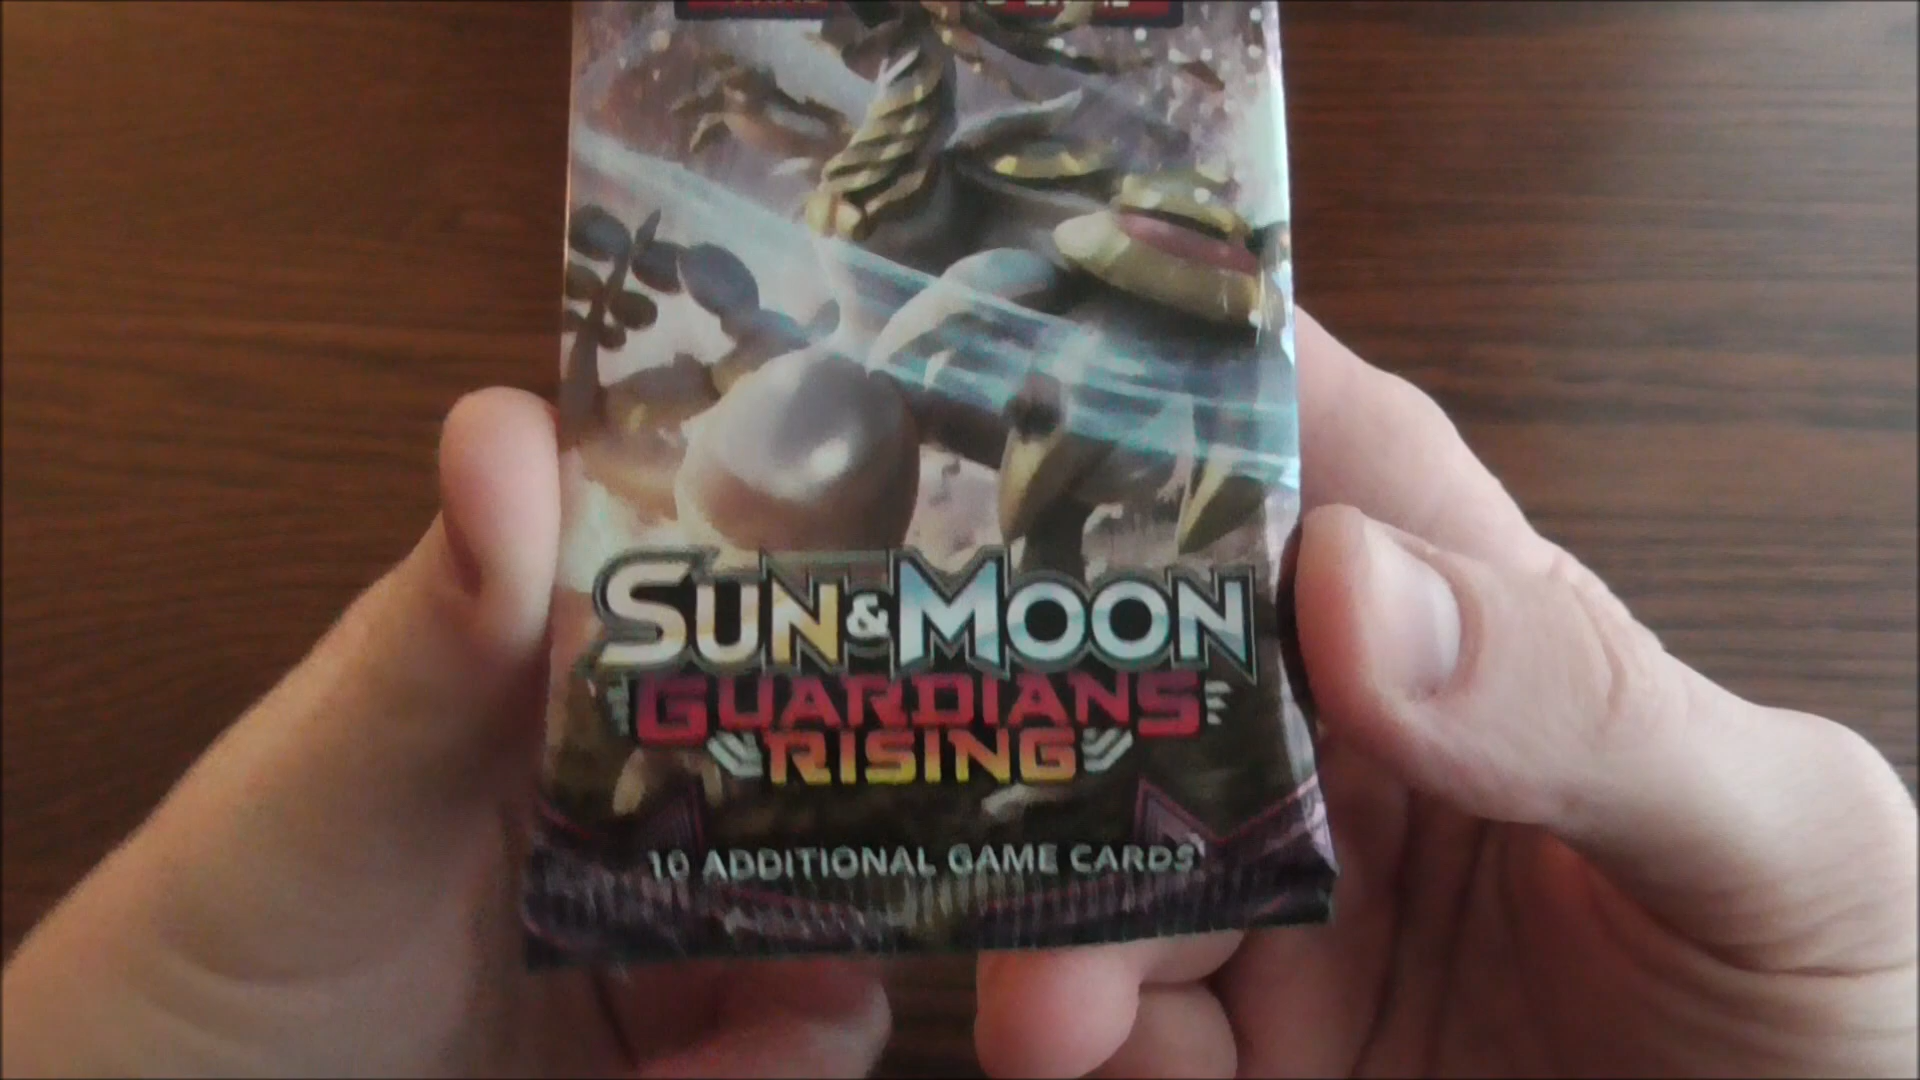 SUN & MOON
GUARDIANS
RISING
10 ADDITIONAL GAME CARDS